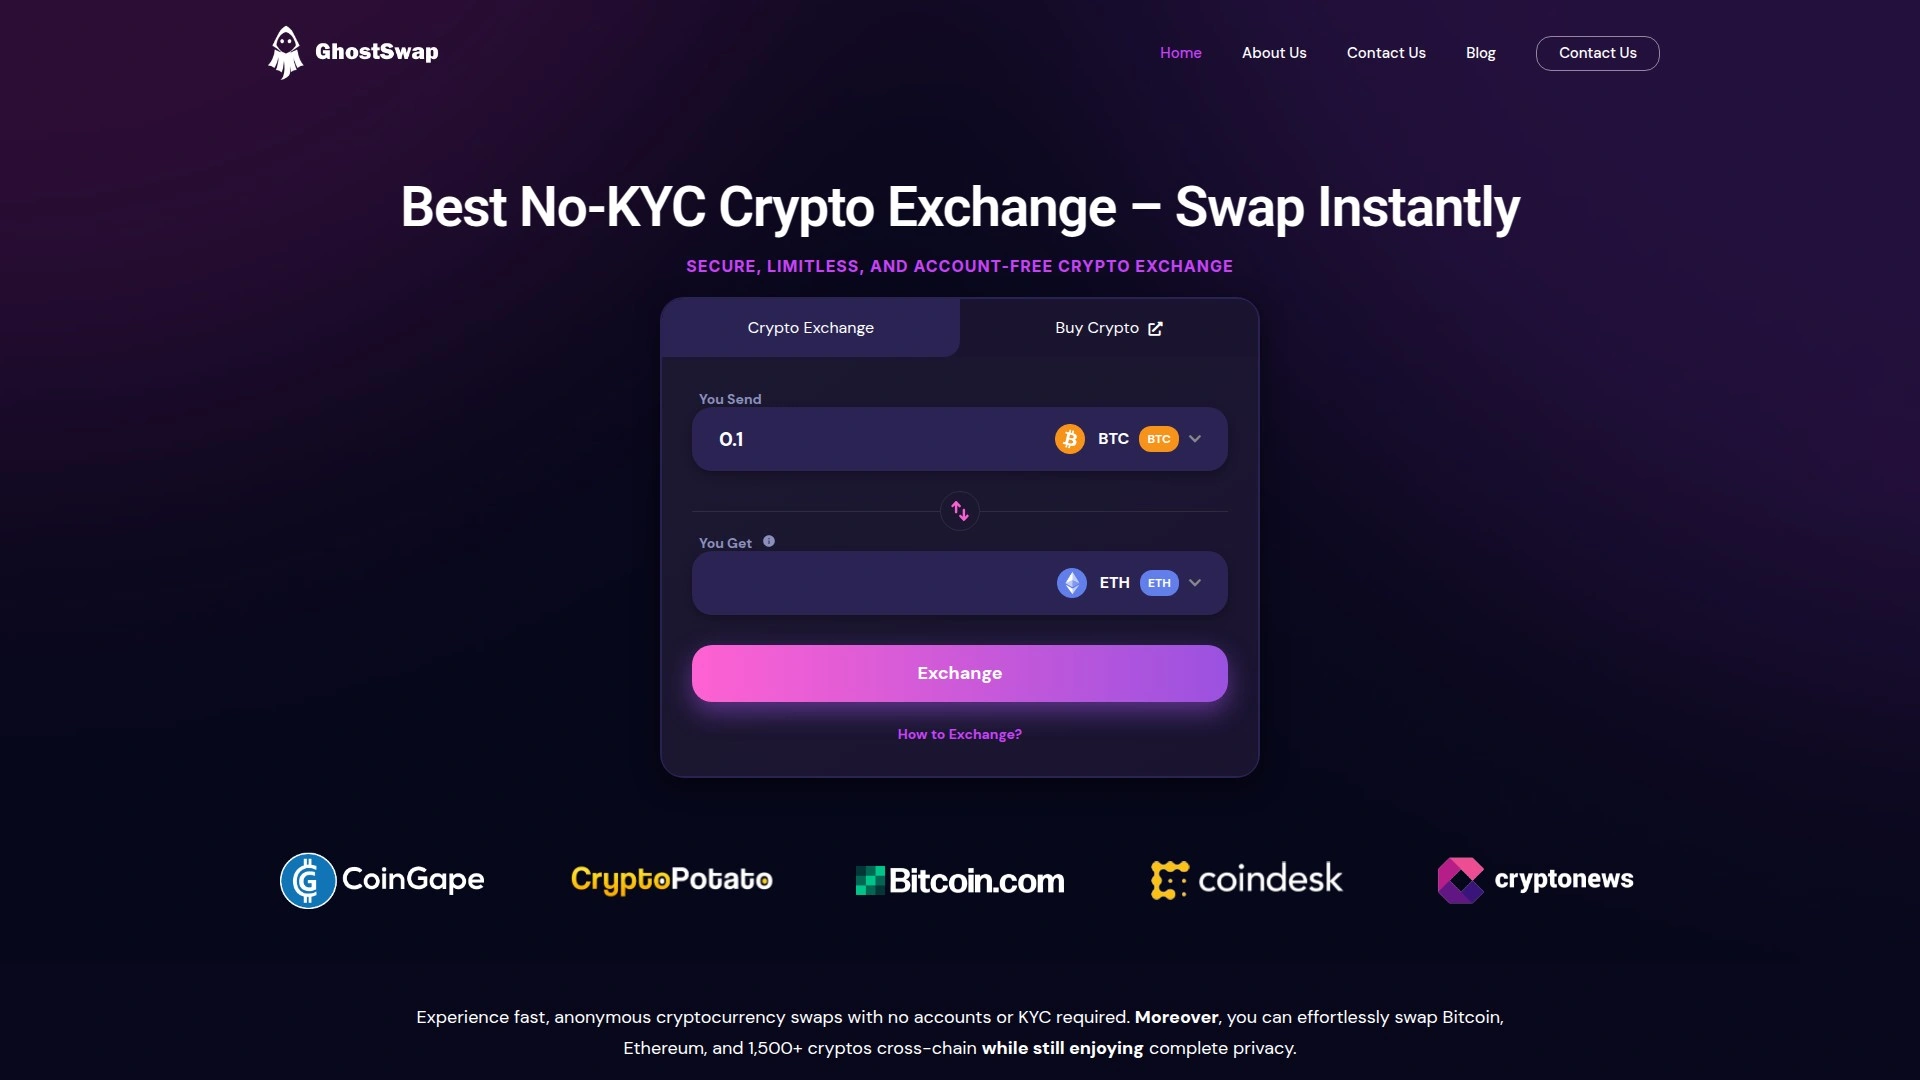 GhostSwap
Home About Us Contact Us Blog Contact Us
Best No-KYC Crypto Exchange – Swap Instantly
SECURE, LIMITLESS, AND ACCOUNT-FREE CRYPTO EXCHANGE
Crypto Exchange Buy Crypto
You Send
0.1 BTC BTC
You Get
ETH ETH
Exchange
How to Exchange?
CoinGape CryptoPotato Bitcoin.com coindesk cryptonews
Experience fast, anonymous cryptocurrency swaps with no accounts or KYC required. Moreover, you can effortlessly swap Bitcoin,
Ethereum, and 1,500+ cryptos cross-chain while still enjoying complete privacy.